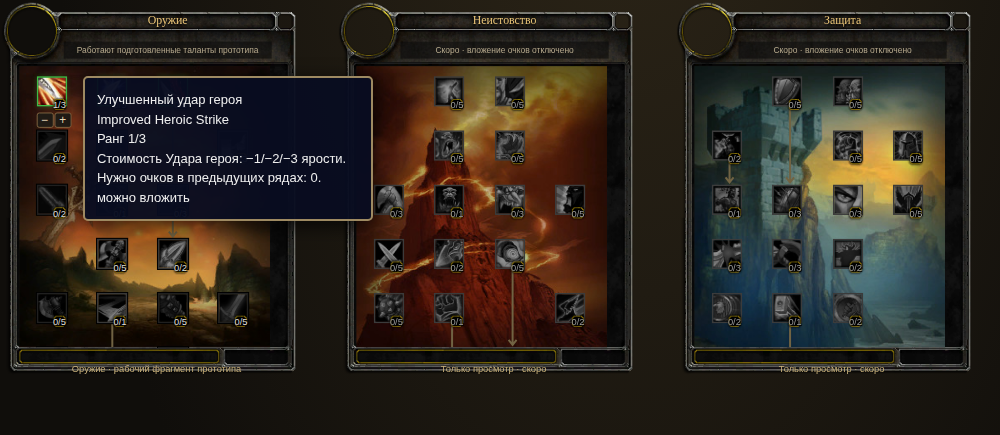 Оружие
Работают подготовленные таланты прототипа
1/3
− +
0/2
0/2
Улучшенный удар героя
Improved Heroic Strike
Ранг 1/3
Стоимость Удара героя: −1/−2/−3 ярости.
Нужно очков в предыдущих рядах: 0.
можно вложить
0/5 0/2
0/5 0/1 0/5 0/5
Оружие · рабочий фрагмент прототипа
Неистовство
Скоро · вложение очков отключено
0/5 0/5
0/5 0/5
0/3 0/1 0/3 0/5
0/5 0/2 0/5
0/5 0/1 0/2
Только просмотр · скоро
Защита
Скоро · вложение очков отключено
0/5 0/5
0/2 0/5 0/5
0/1 0/3 0/3 0/5
0/3 0/3 0/2
0/2 0/1 0/2
Только просмотр · скоро